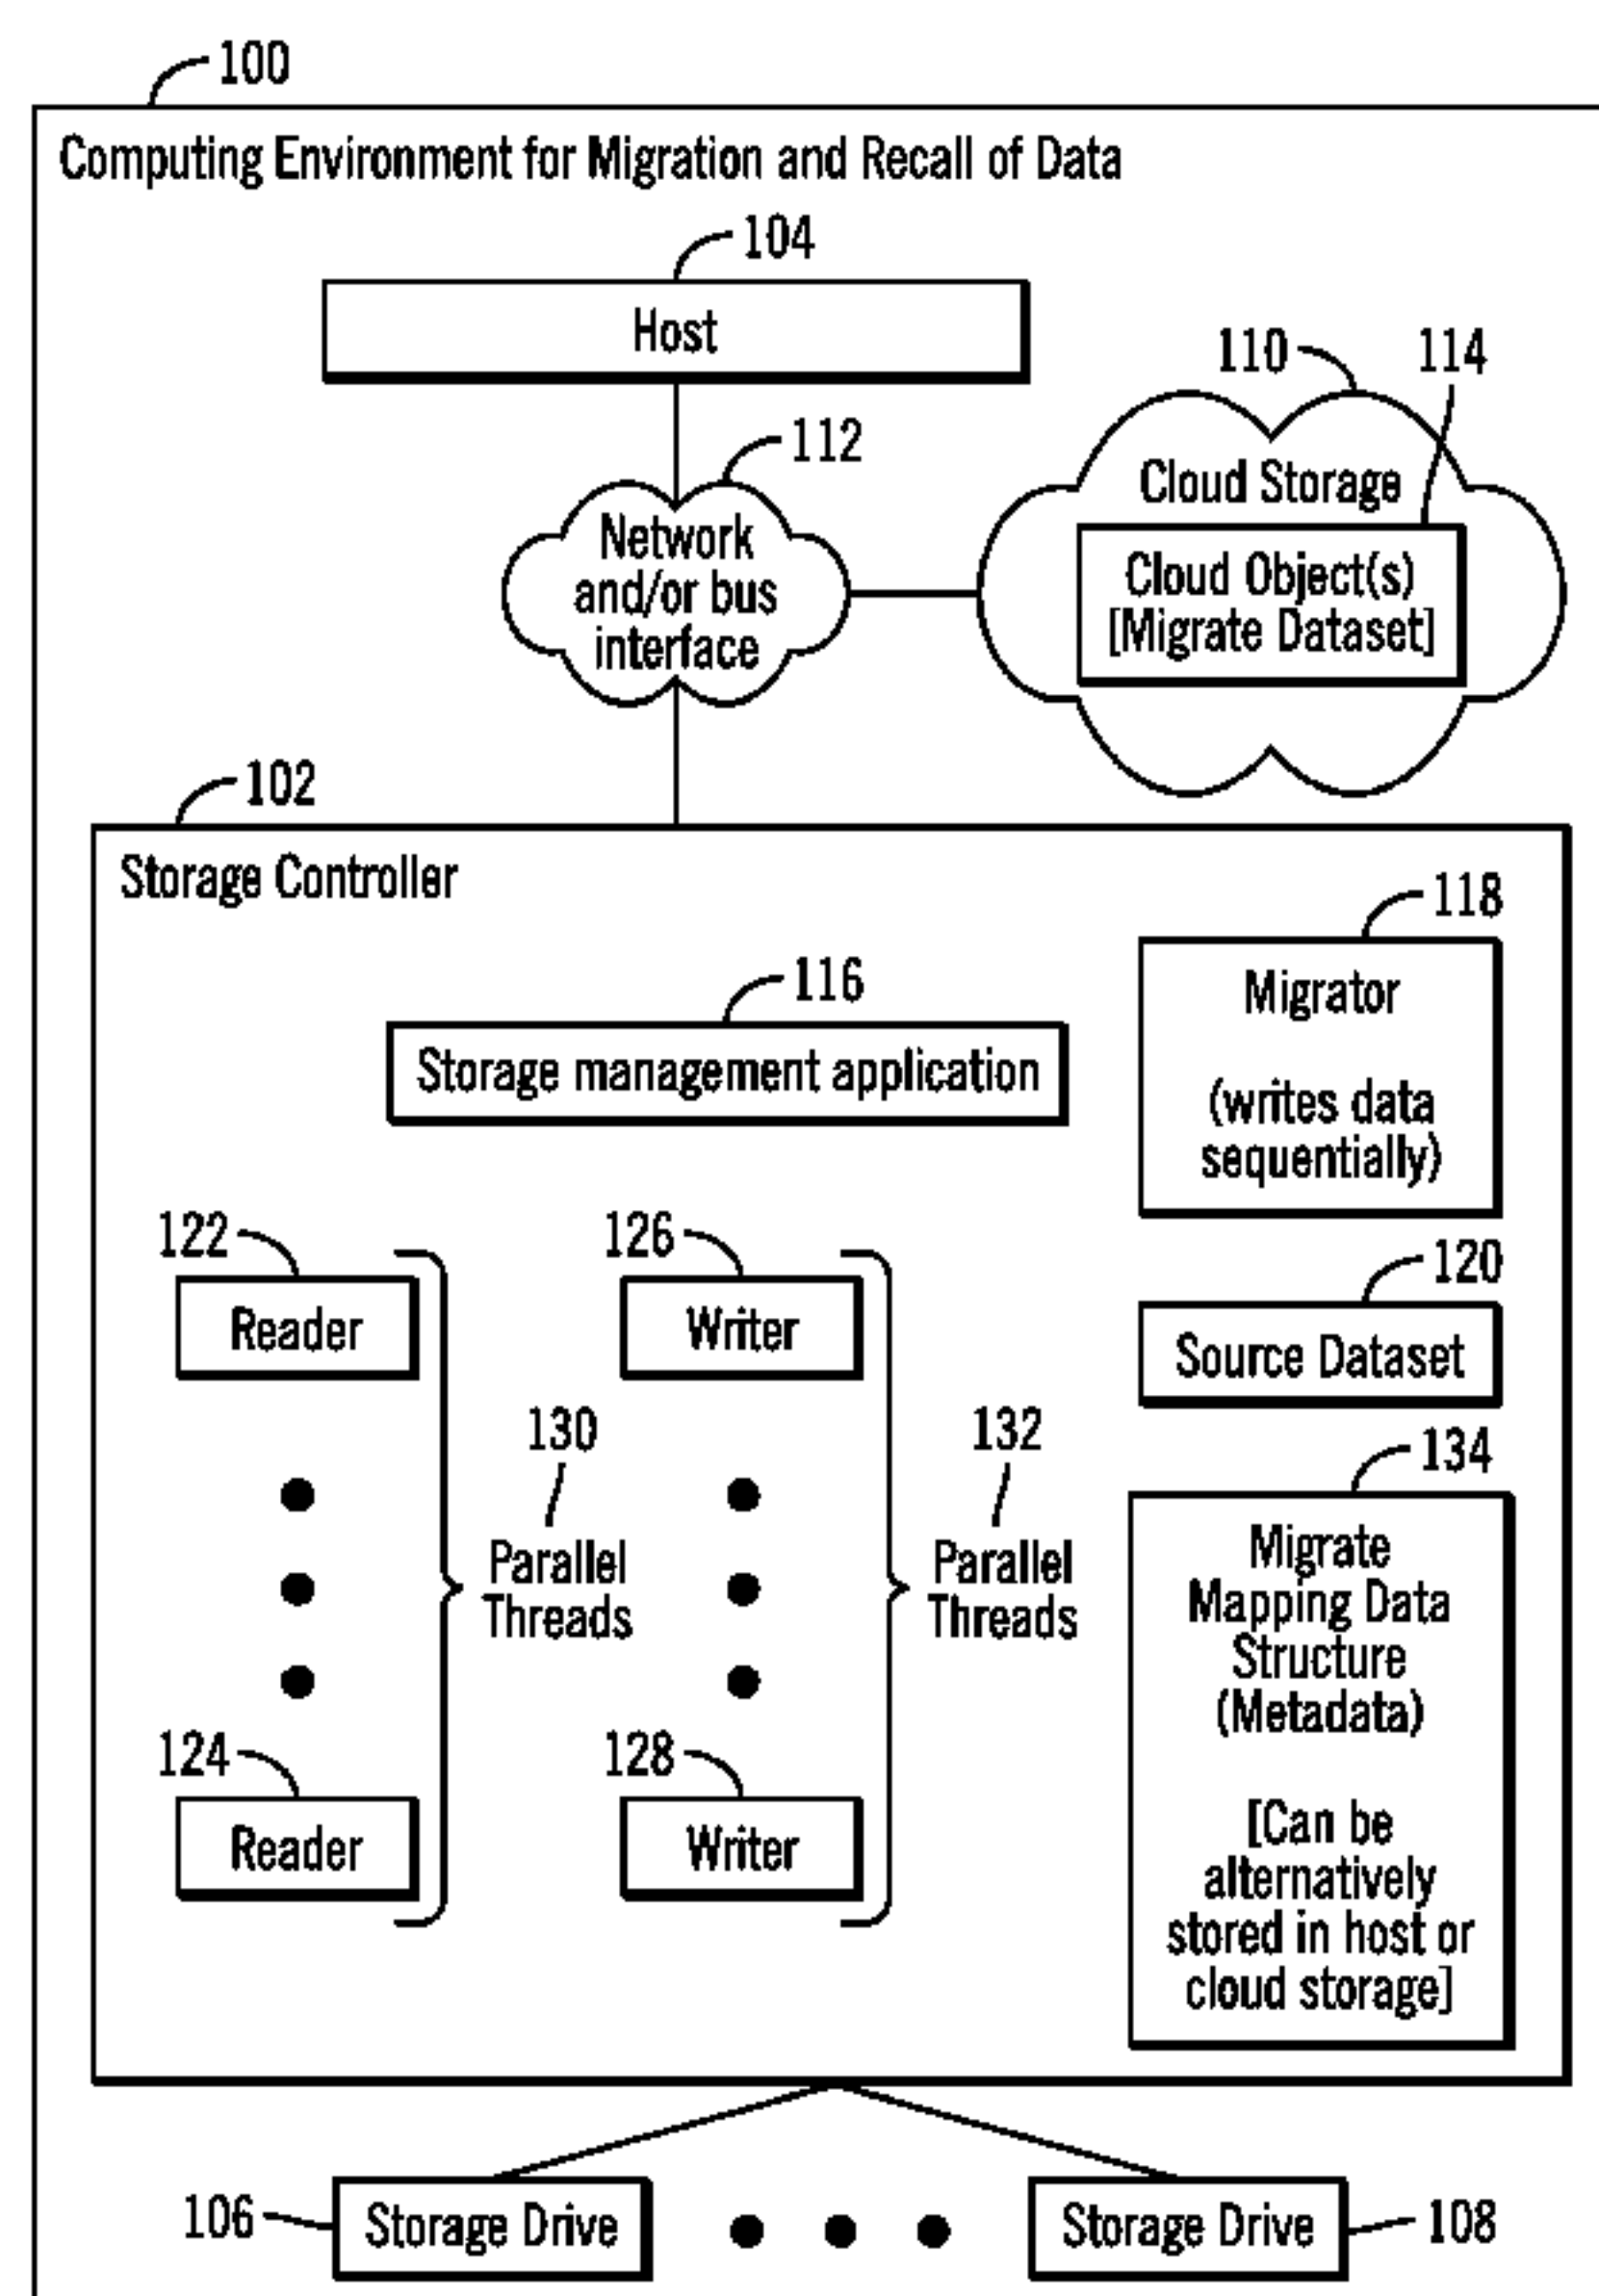 100
Computing Environment for Migration and Recall of Data
104
Host
110
114
112
Cloud Storage
Network
and/or bus
interface
Cloud Object(s)
[Migrate Dataset]
102
Storage Controller
118
Migrator
(writes data
sequentially)
116
Storage management application
122
Reader
126
Writer
120
Source Dataset
130
Parallel
Threads
132
Parallel
Threads
134
Migrate
Mapping Data
Structure
(Metadata)
[Can be
alternatively
stored in host or
cloud storage]
124
Reader
128
Writer
106
Storage Drive
Storage Drive
108